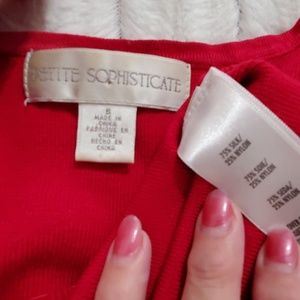 PETITE SOPHISTICATE
S
MADE IN
CHINA
FABRIQUE EN
CHINE
HECHO EN
CHINA
75% SILK/
25% NYLON
75% SOIE/
25% NYLON
75% SEDA/
25% NYLON